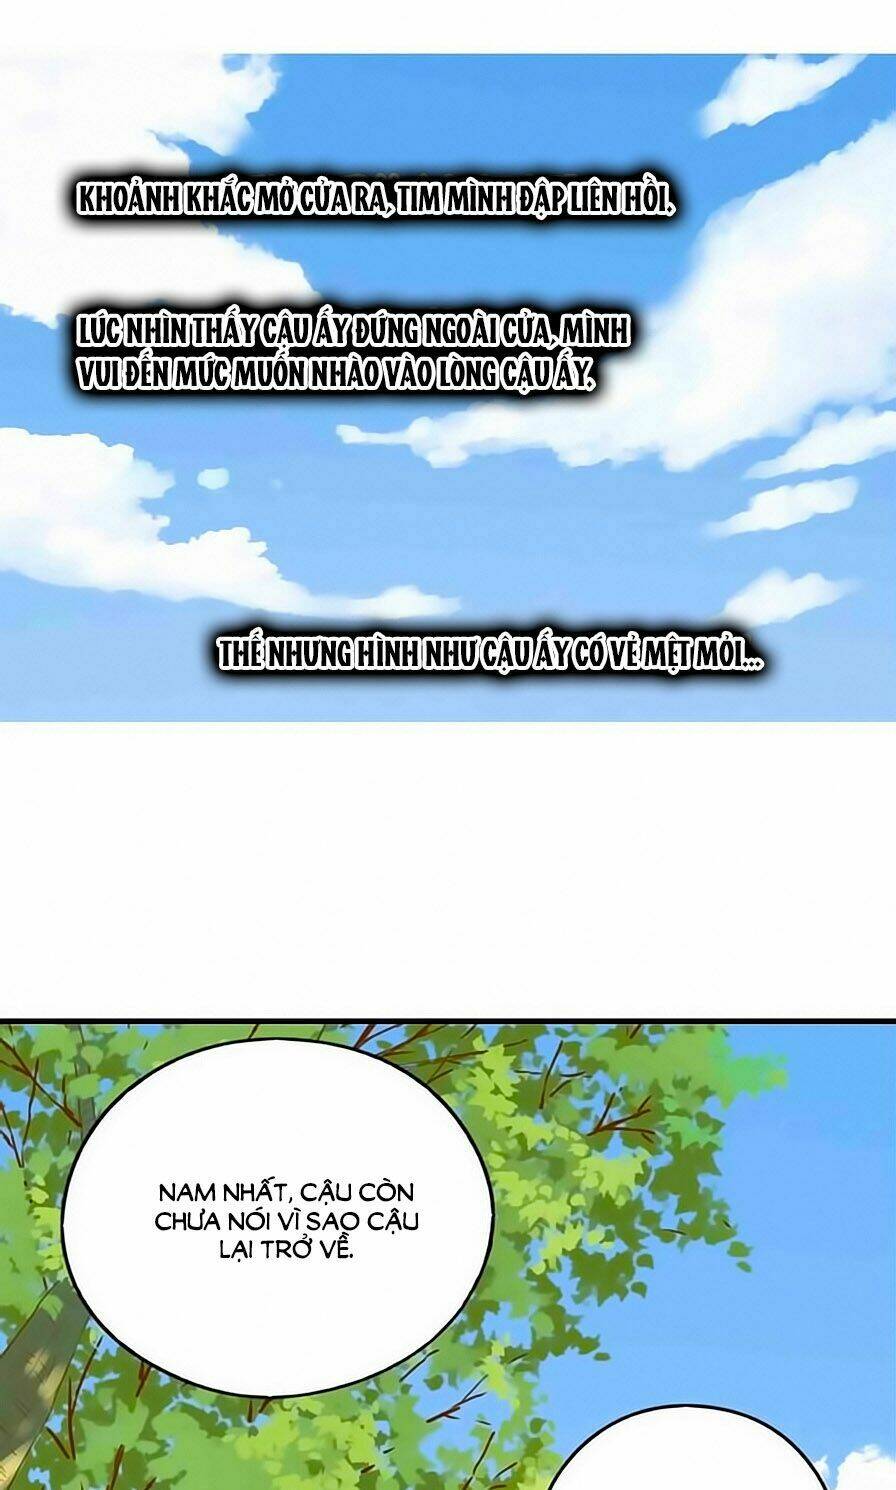 KHOẢNH KHẮC MỞ CỬA RA, TIM MÌNH ĐẬP LIÊN HỒI.
LÚC NHÌN THẤY CẬU ẤY ĐỨNG NGOÀI CỬA, MÌNH
VUI ĐẾN MỨC MUỐN NHÀO VÀO LÒNG CẬU ẤY.
THẾ NHƯNG HÌNH NHƯ CẬU ẤY CÓ VẺ MỆT MỎI...
NAM NHẤT, CẬU CÒN
CHƯA NÓI VÌ SAO CẬU
LẠI TRỞ VỀ.